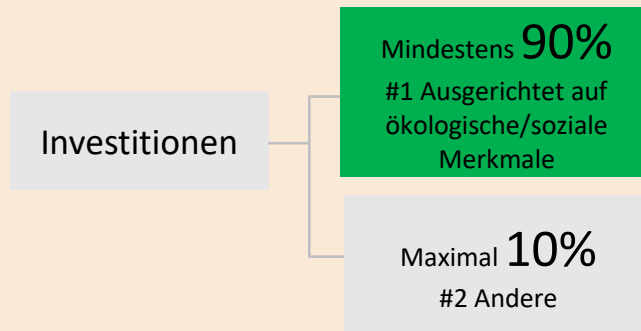 Mindestens 90%
#1 Ausgerichtet auf
ökologische/soziale
Merkmale
Investitionen
Maximal 10%
#2 Andere